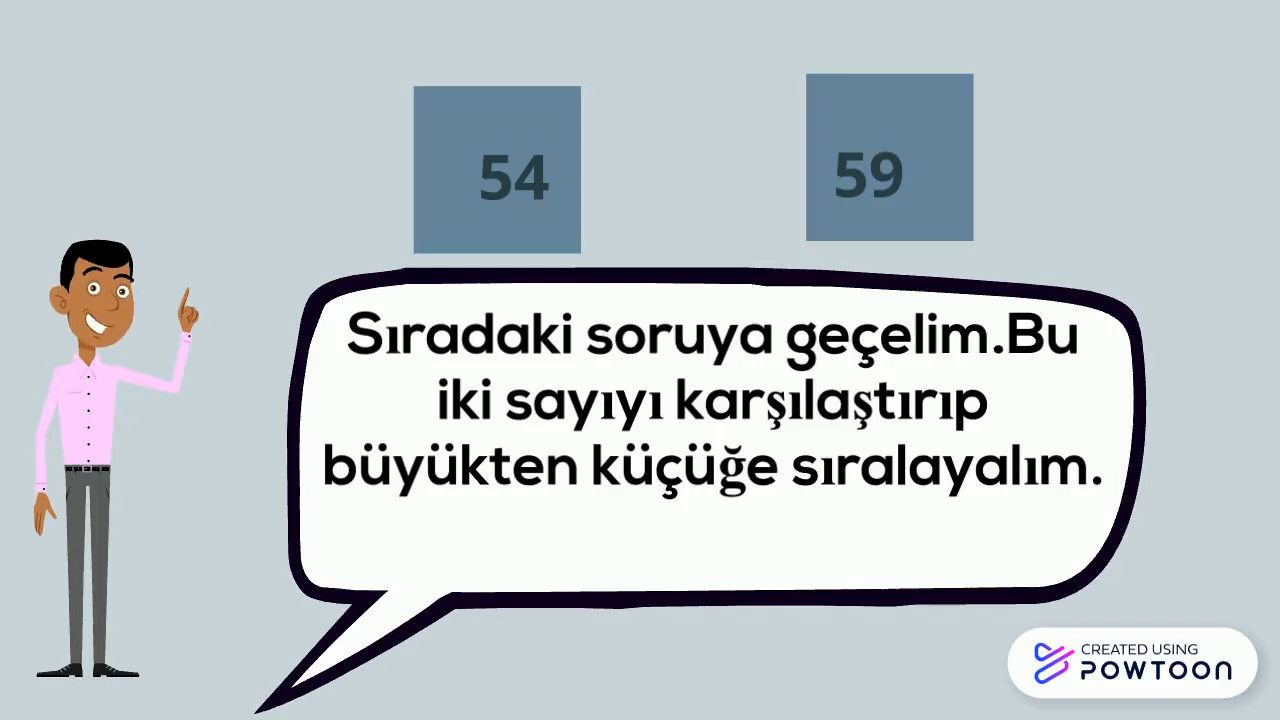 54
59
Sıradaki soruya geçelim.Bu
iki sayıyı karşılaştırıp
büyükten küçüğe sıralayalım.
CREATED USING
POWTOON